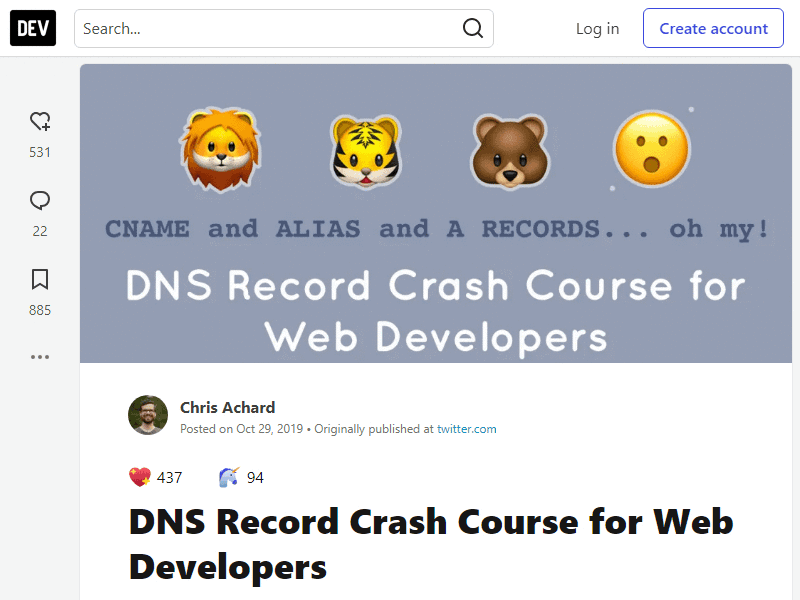 DEV
Search...
Log in
Create account
531
22
885
CNAME and ALIAS and A RECORDS... oh my!
DNS Record Crash Course for
Web Developers
Chris Achard
Posted on Oct 29, 2019 • Originally published at twitter.com
437
94
DNS Record Crash Course for Web
Developers